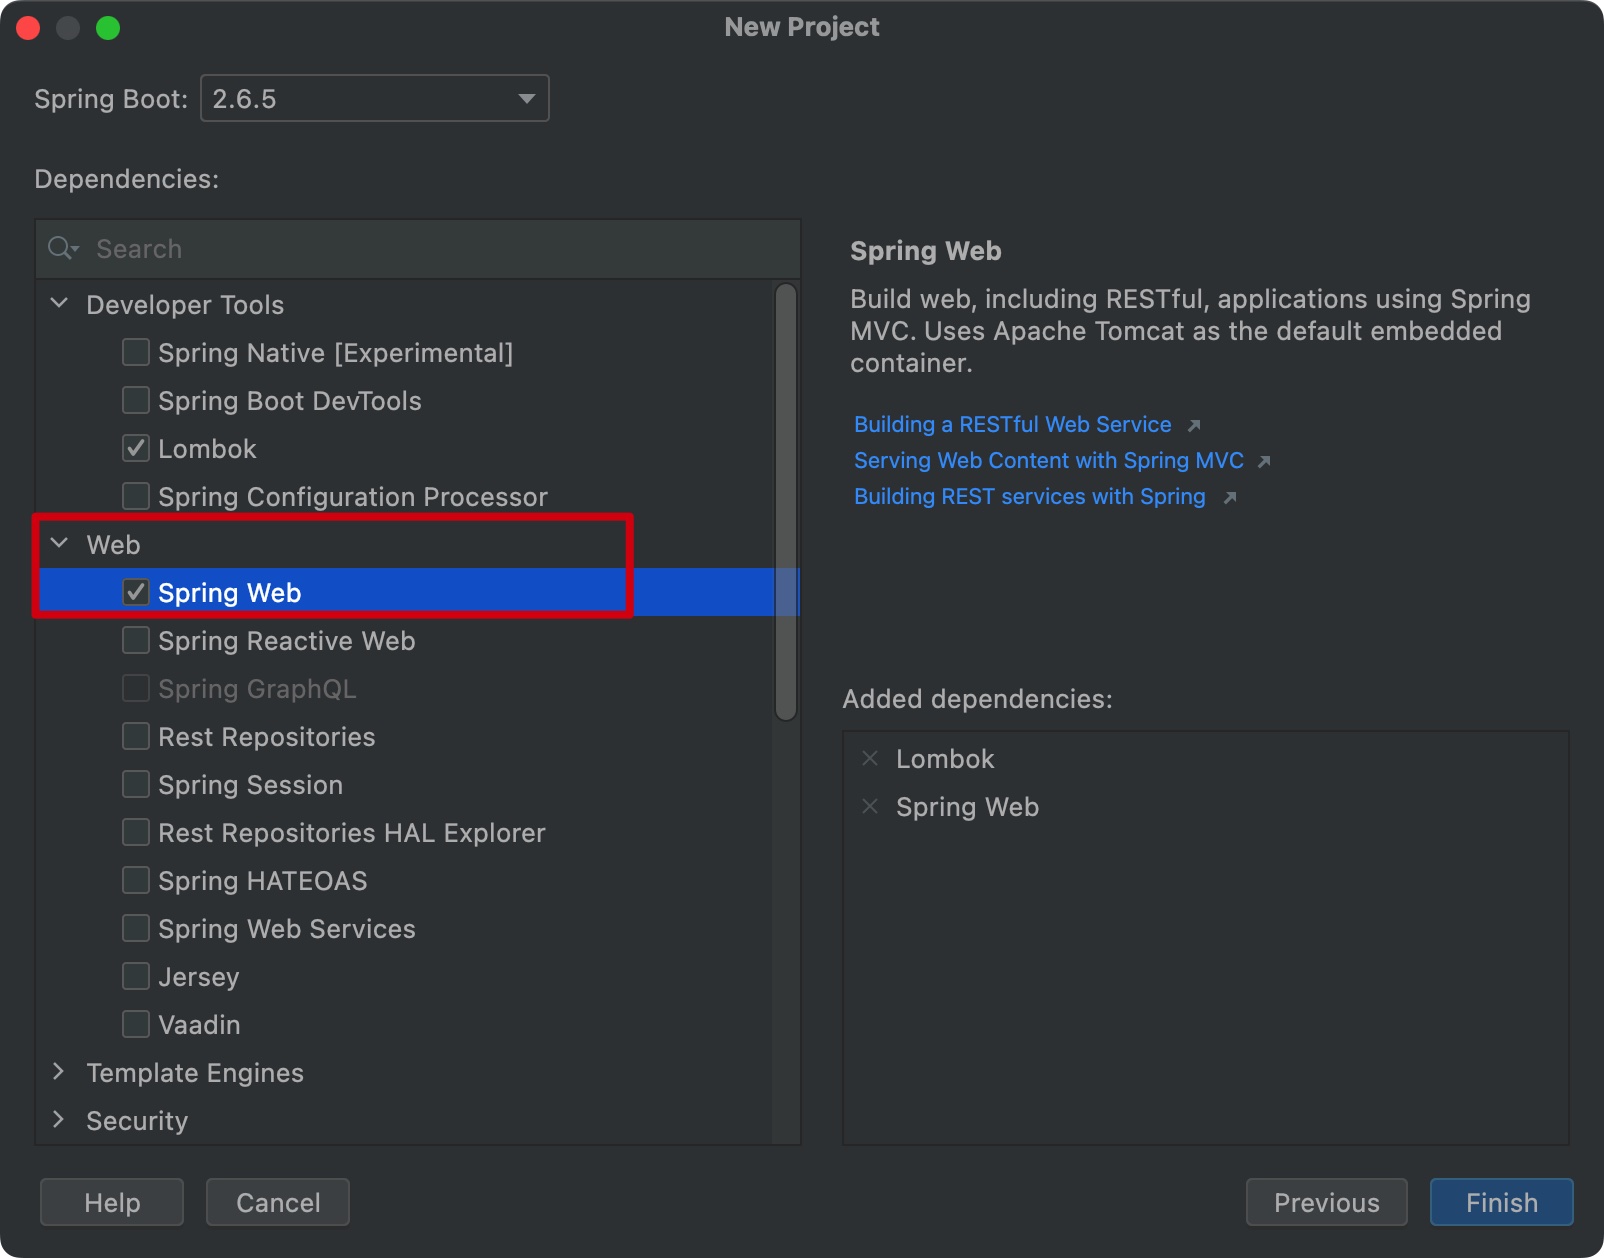 New Project
Spring Boot: 2.6.5
Dependencies:
Search
Developer Tools
Spring Native [Experimental]
Spring Boot DevTools
Lombok
Spring Configuration Processor
Web
Spring Web
Spring Reactive Web
Spring GraphQL
Rest Repositories
Spring Session
Rest Repositories HAL Explorer
Spring HATEOAS
Spring Web Services
Jersey
Vaadin
Template Engines
Security
Spring Web
Build web, including RESTful, applications using Spring
MVC. Uses Apache Tomcat as the default embedded
container.
Building a RESTful Web Service
Serving Web Content with Spring MVC
Building REST services with Spring
Added dependencies:
Lombok
Spring Web
Help
Cancel
Previous
Finish